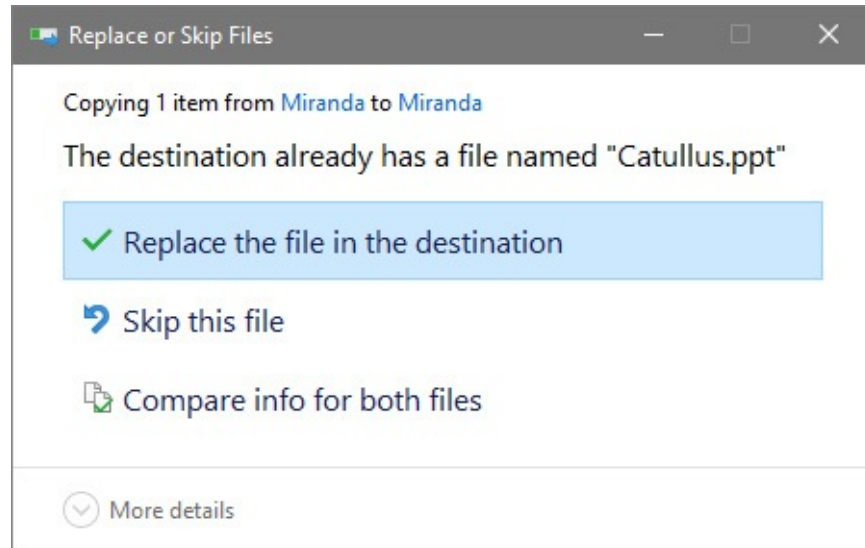 Replace or Skip Files
Copying 1 item from Miranda to Miranda
The destination already has a file named "Catullus.ppt"
Replace the file in the destination
Skip this file
Compare info for both files
More details